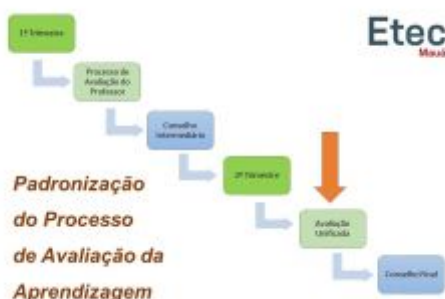 1º Trimestre
Etec
Mauá
Processo de
Avaliação do
Professor
Conselho
Intermediário
2º Trimestre
Avaliação
Unificada
Conselho Final
Padronização
do Processo
de Avaliação da
Aprendizagem